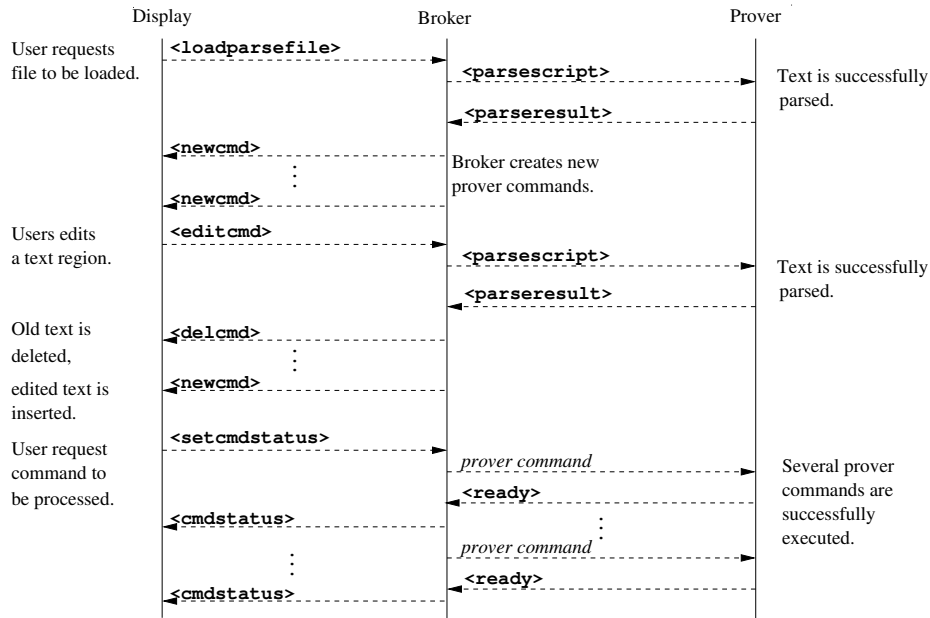 Display Broker Prover
User requests
file to be loaded.
<loadparsefile>
<parsescript>
Text is successfully
parsed.
<parseresult>
<newcmd>
Broker creates new
prover commands.
<newcmd>
Users edits
a text region.
<editcmd>
<parsescript>
Text is successfully
parsed.
<parseresult>
Old text is
deleted,
<delcmd>
edited text is
inserted.
<newcmd>
User request
command to
be processed.
<setcmdstatus>
prover command
Several prover
commands are
successfully
executed.
<ready>
<cmdstatus>
prover command
<ready>
<cmdstatus>